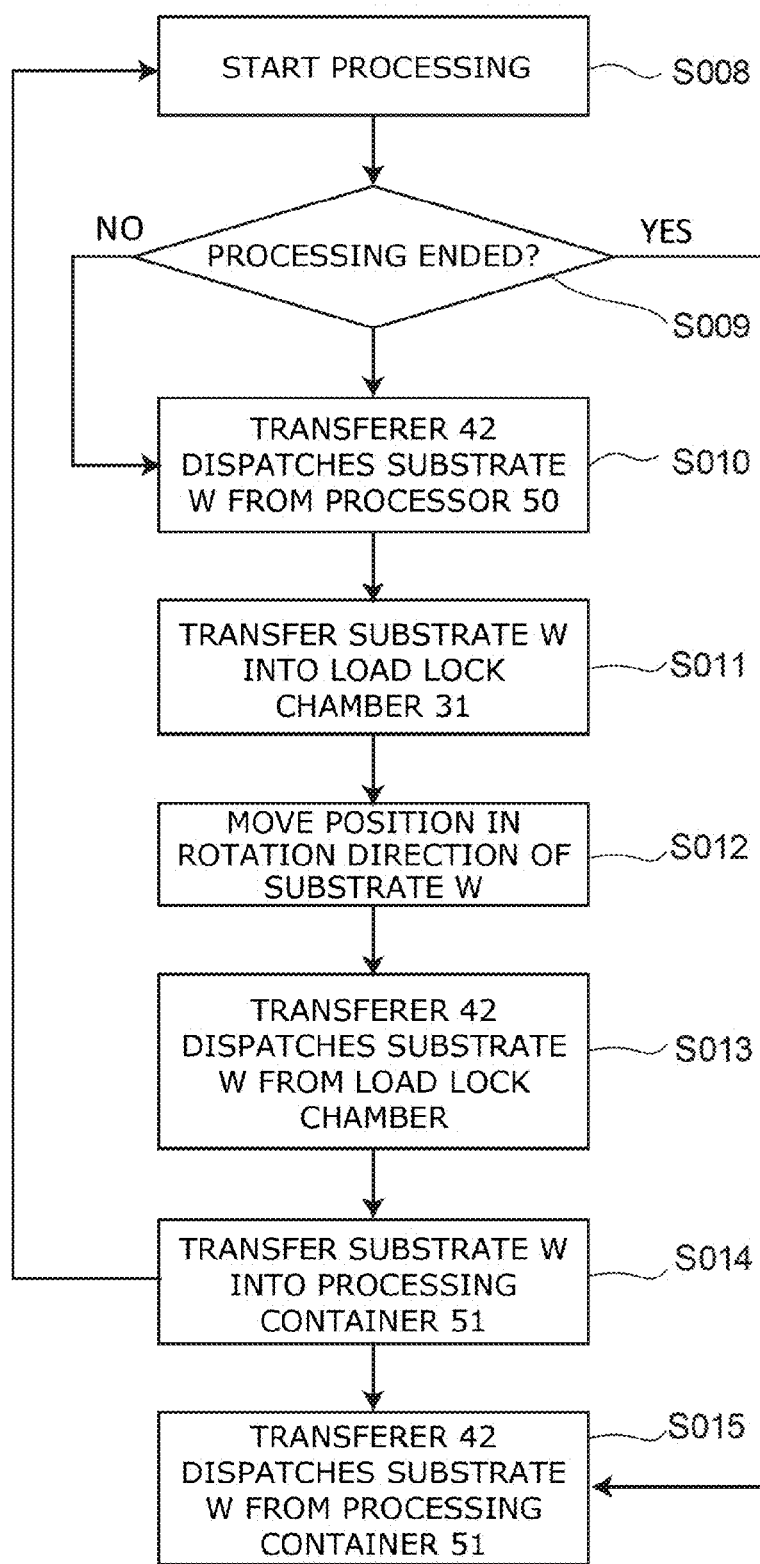 START PROCESSING
S008
NO
YES
PROCESSING ENDED?
S009
TRANSFERER 42
DISPATCHES SUBSTRATE
W FROM PROCESSOR 50
S010
TRANSFER SUBSTRATE W
INTO LOAD LOCK
CHAMBER 31
S011
MOVE POSITION IN
ROTATION DIRECTION OF
SUBSTRATE W
S012
TRANSFERER 42
DISPATCHES SUBSTRATE
W FROM LOAD LOCK
CHAMBER
S013
TRANSFER SUBSTRATE W
INTO PROCESSING
CONTAINER 51
S014
TRANSFERER 42
DISPATCHES SUBSTRATE
W FROM PROCESSING
CONTAINER 51
S015